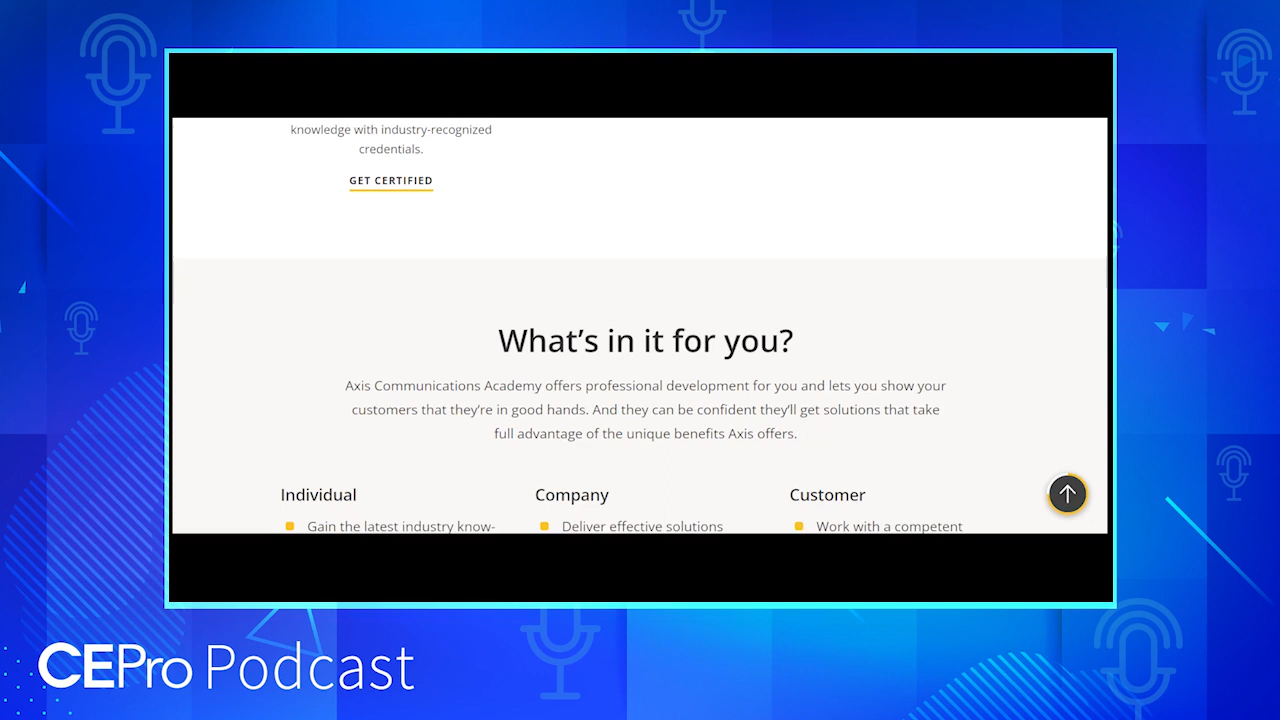 knowledge with industry-recognized
credentials.
GET CERTIFIED
What's in it for you?
Axis Communications Academy offers professional development for you and lets you show your
customers that they're in good hands. And they can be confident they'll get solutions that take
full advantage of the unique benefits Axis offers.
Individual
Company
Customer
Gain the latest industry know-
Deliver effective solutions
Work with a competent
CEPro Podcast